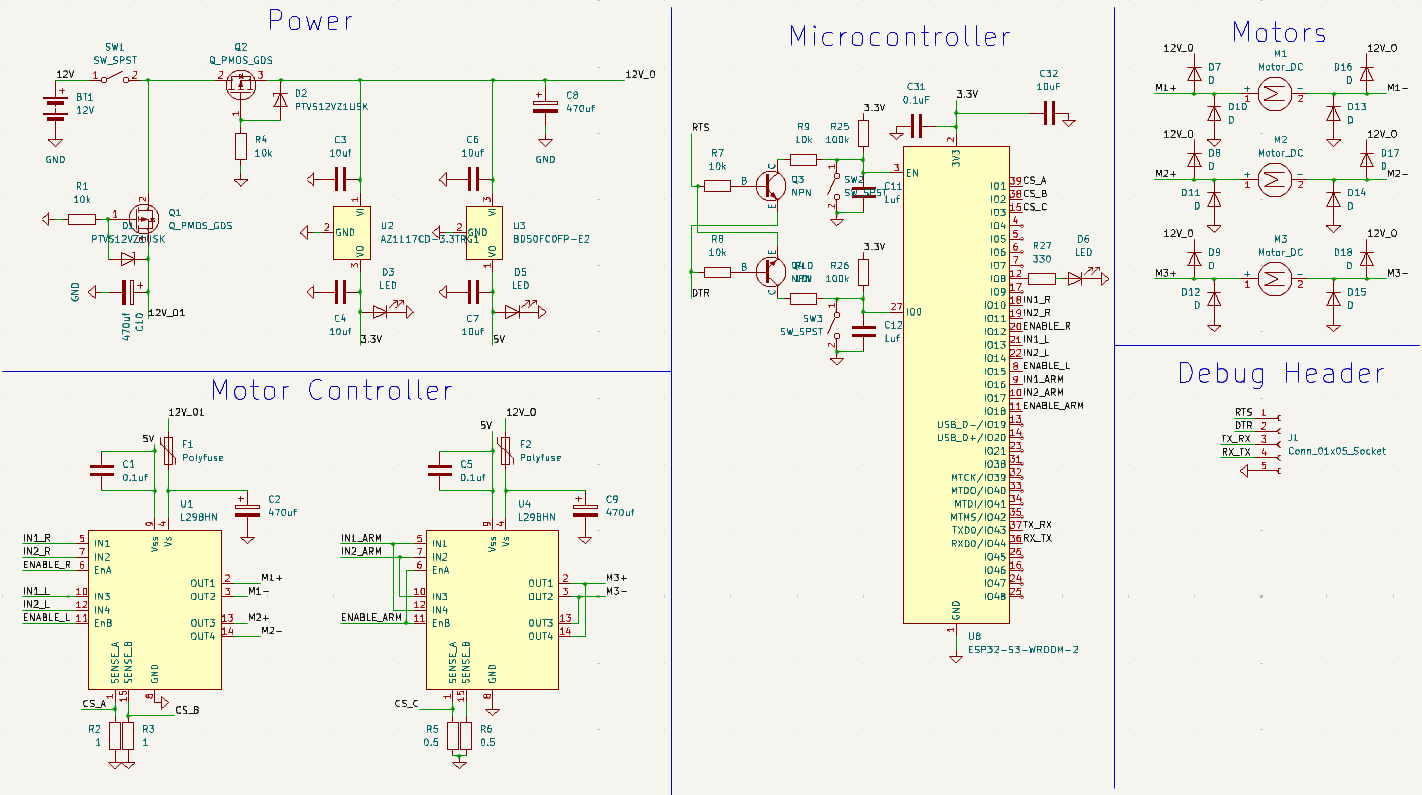 Power
SW1
SW_SPST
12V
1
2
BT1
12V
GND
Q2
Q_PMOS_GDS
2
3
1
D2
PTVS12VZ1USK
R4
10k
12V_O
C8
470uf
GND
R1
10k
2
1
Q1
Q_PMOS_GDS
PTVS12VZ1USK
GND
470uf
C10
12V_O1
C3
10uf
1
VI
2
GND
VO
3
U2
AZ1117CD-3.3TRG1
C4
10uf
D3
LED
3.3V
C6
10uf
3
VI
2
GND
VO
1
U3
BD50FC0FP-E2
C7
10uf
D5
LED
5V
Motor Controller
12V_O1
5V
F1
Polyfuse
C1
0.1uf
C2
470uf
U1
L298HN
9
4
Vss
Vs
IN1_R
5
IN1
IN2_R
7
IN2
ENABLE_R
6
EnA
IN1_L
10
IN3
IN2_L
12
IN4
ENABLE_L
11
EnB
OUT1
2
M1+
OUT2
3
M1-
OUT3
13
M2+
OUT4
14
M2-
SENSE_A
SENSE_B
GND
1
15
8
CS_A
CS_B
R2
1
R3
1
12V_O
5V
F2
Polyfuse
C5
0.1uf
C9
470uf
U4
L298HN
9
4
Vss
Vs
IN1_ARM
5
IN1
IN2_ARM
7
IN2
6
EnA
10
IN3
12
IN4
ENABLE_ARM
11
EnB
OUT1
2
M3+
OUT2
3
M3-
OUT3
13
OUT4
14
SENSE_A
SENSE_B
GND
1
15
8
CS_C
R5
0.5
R6
0.5
Microcontroller
RTS
R7
10k
B
C
E
Q3
NPN
R9
10k
R25
100k
3.3V
SW2
SW_SPST
1
2
C11
1uf
R8
10k
B
E
C
NPN
DTR
R26
100k
3.3V
SW3
SW_SPST
1
2
C12
1uf
C31
0.1uF
3.3V
C32
10uF
2
3V3
3
EN
27
IO0
IO1
39
CS_A
IO2
38
CS_B
IO3
15
CS_C
IO4
4
IO5
5
IO6
6
IO7
7
IO8
12
IO9
17
IO10
18
IN1_R
IO11
19
IN2_R
IO12
20
ENABLE_R
IO13
21
IN1_L
IO14
22
IN2_L
IO15
8
ENABLE_L
IO16
9
IN1_ARM
IO17
10
IN2_ARM
IO18
11
ENABLE_ARM
USB_D-/IO19
13
USB_D+/IO20
14
IO21
23
IO38
31
MTCK/IO39
32
MTDO/IO40
33
MTDI/IO41
34
MTMS/IO42
35
TXD0/IO43
37
TX_RX
RXD0/IO44
36
RX_TX
IO45
26
IO46
16
IO47
24
IO48
25
GND
1
U8
ESP32-S3-WROOM-2
R27
330
D6
LED
Motors
12V_O
D7
D
M1
Motor_DC
12V_O
D16
D
M1+
+
1
-
2
M1-
D10
D
D13
D
12V_O
D8
D
M2
Motor_DC
12V_O
D17
D
M2+
+
1
-
2
M2-
D11
D
D14
D
12V_O
D9
D
M3
Motor_DC
12V_O
D18
D
M3+
+
1
-
2
M3-
D12
D
D15
D
Debug Header
RTS
1
DTR
2
TX_RX
3
RX_TX
4
5
J1
Conn_01x05_Socket